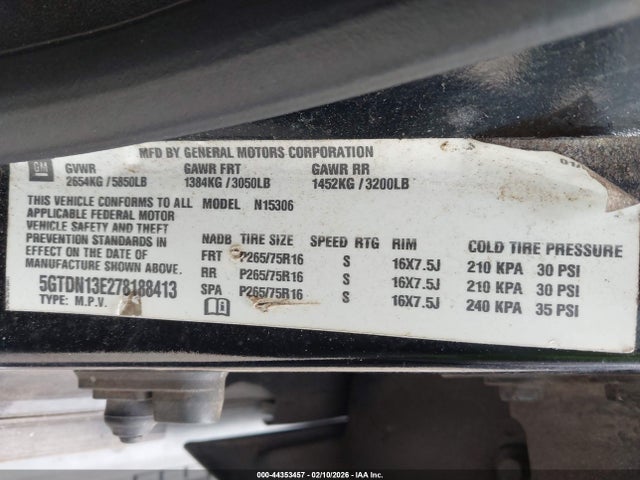 MFD BY GENERAL MOTORS CORPORATION
GM
GVWR GAWR FRT GAWR RR
2654KG / 5850LB 1384KG / 3050LB 1452KG / 3200LB
THIS VEHICLE CONFORMS TO ALL MODEL N15306
APPLICABLE FEDERAL MOTOR
VEHICLE SAFETY AND THEFT
PREVENTION STANDARDS IN
EFFECT ON THE DATE OF
MANUFACTURE SHOWN ABOVE.
5GTDN13E278188413
TYPE: M.P.V.
NADB TIRE SIZE SPEED RTG RIM COLD TIRE PRESSURE
FRT P265/75R16 S 16X7.5J 210 KPA 30 PSI
RR P265/75R16 S 16X7.5J 210 KPA 30 PSI
SPA P265/75R16 S 16X7.5J 240 KPA 35 PSI
000-44353457 - 02/10/2026 - IAA Inc.